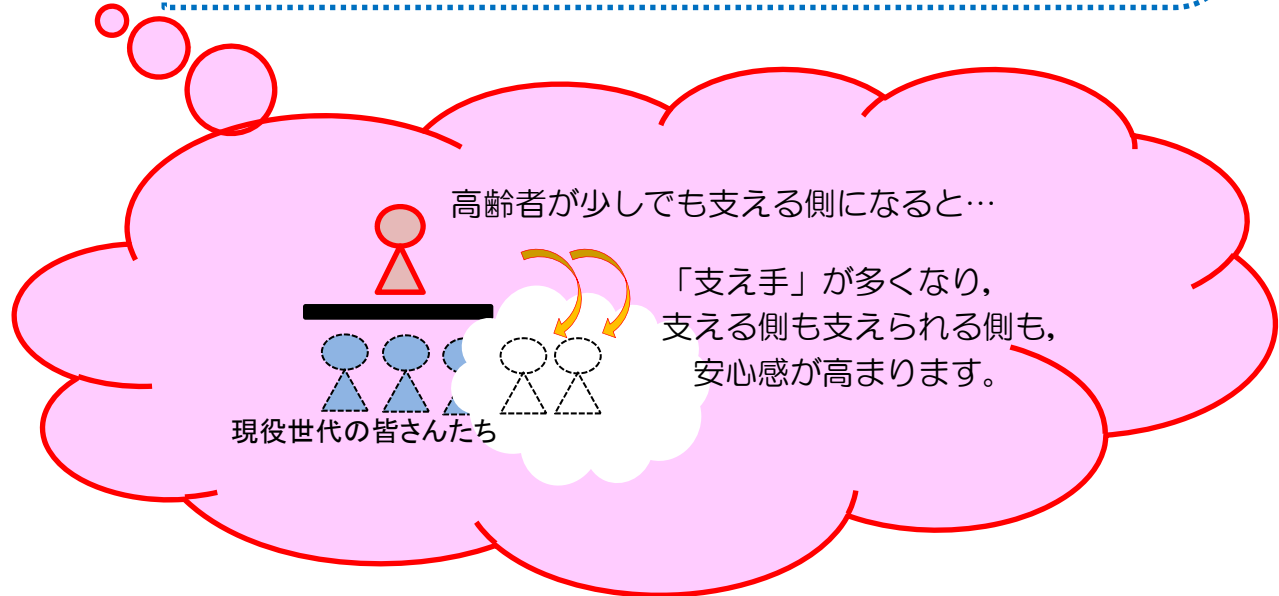 高齢者が少しでも支える側になると…
「支え手」が多くなり，
支える側も支えられる側も，
安心感が高まります。
現役世代の皆さんたち